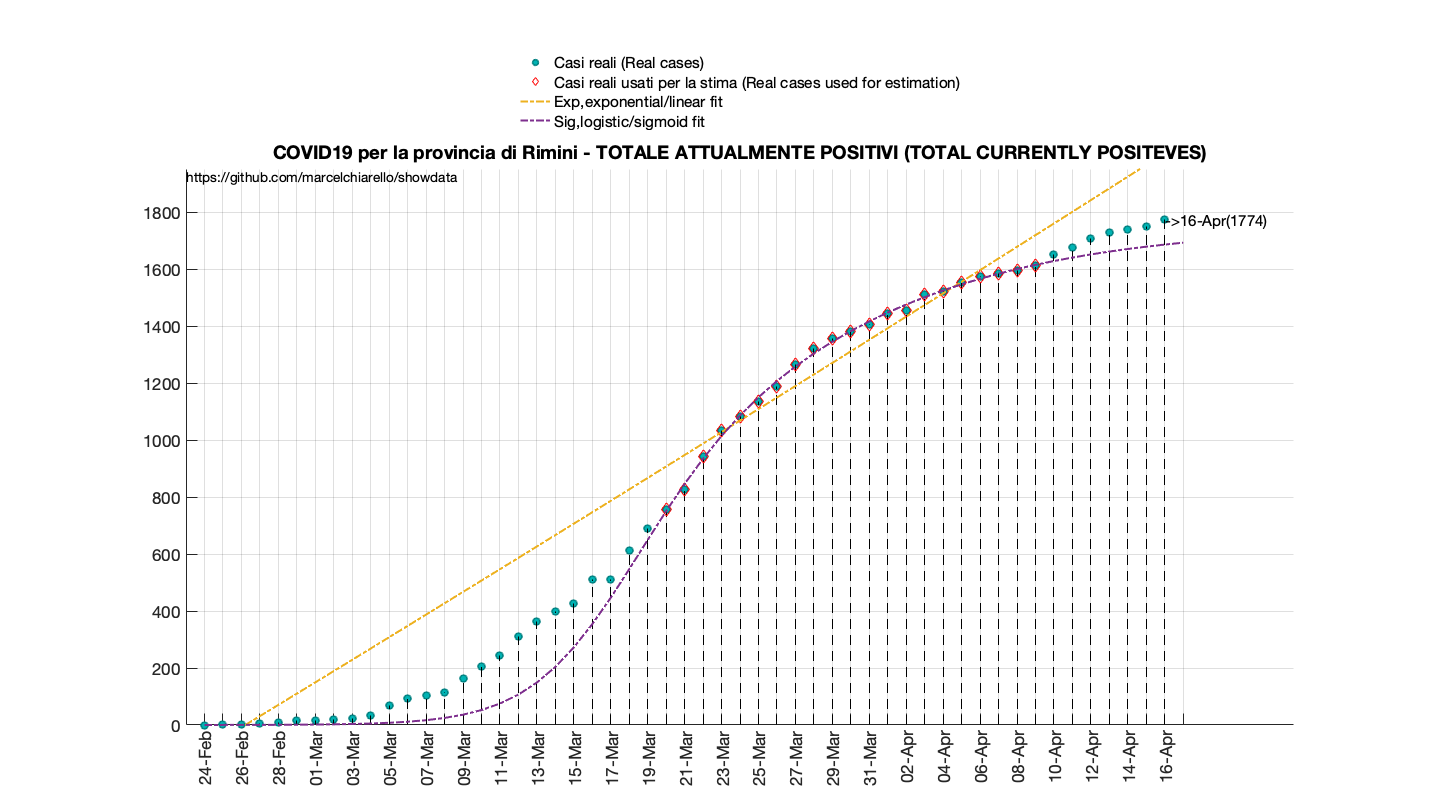 Casi reali (Real cases)
Casi reali usati per la stima (Real cases used for estimation)
Exp,exponential/linear fit
Sig,logistic/sigmoid fit
COVID19 per la provincia di Rimini - TOTALE ATTUALMENTE POSITIVI (TOTAL CURRENTLY POSITEVES)
https://github.com/marcelchiarello/showdata
1800
->16-Apr(1774)
1600
1400
1200
1000
800
600
400
200
0
24-Feb
26-Feb
28-Feb
01-Mar
03-Mar
05-Mar
07-Mar
09-Mar
11-Mar
13-Mar
15-Mar
17-Mar
19-Mar
21-Mar
23-Mar
25-Mar
27-Mar
29-Mar
31-Mar
02-Apr
04-Apr
06-Apr
08-Apr
10-Apr
12-Apr
14-Apr
16-Apr